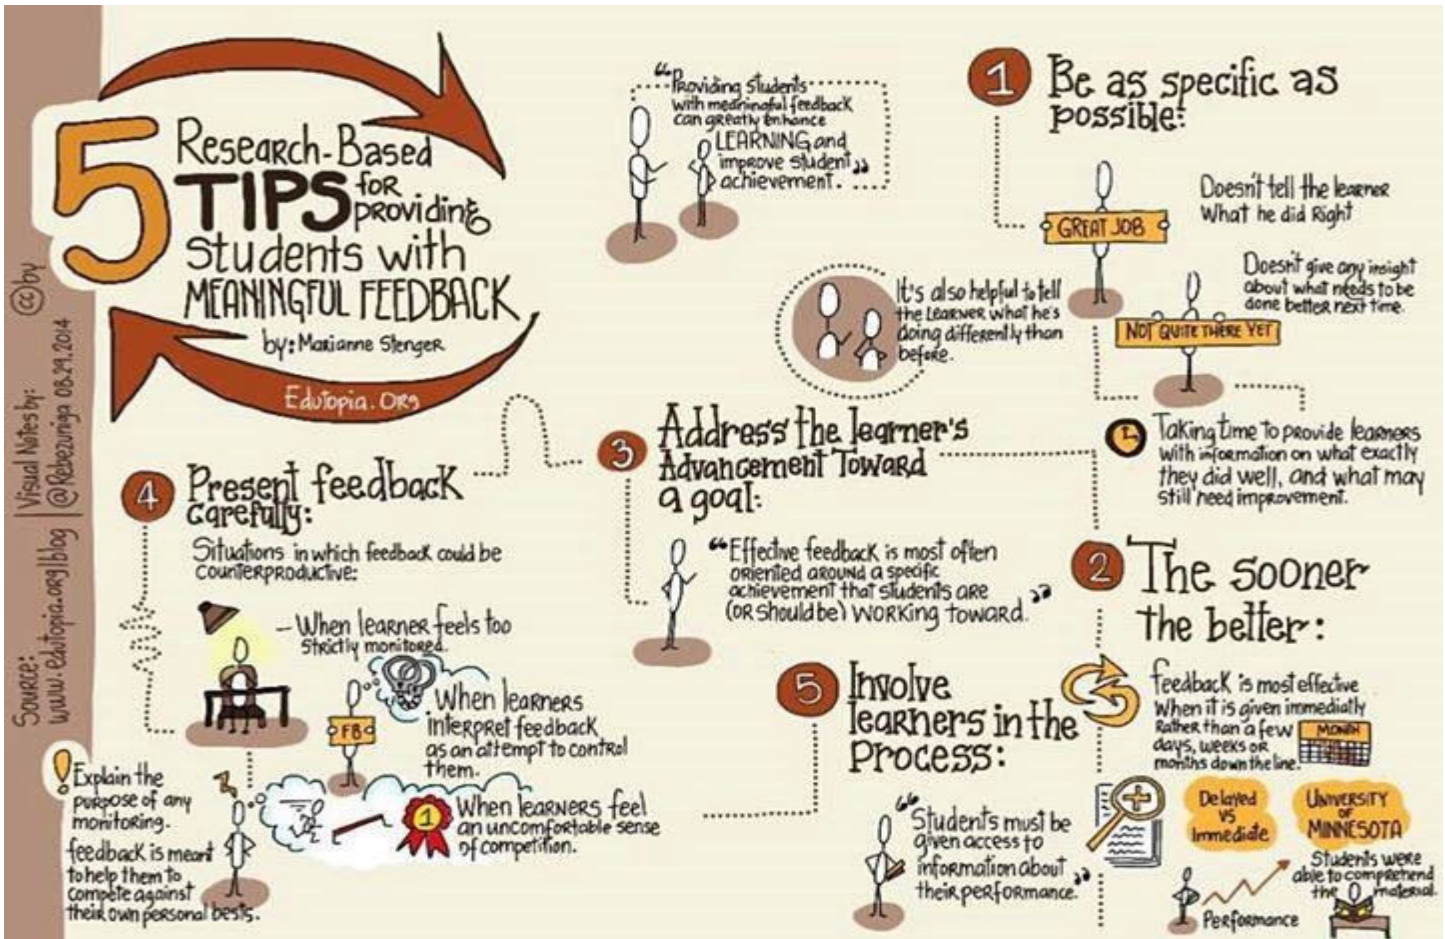 5
Research-Based
TIPS for
providing
Students with
MEANINGFUL FEEDBACK
by: Marianne Stenger
Edutopia.ORg
Source:
www.edutopia.org||blog
Visual Notes by:
@Rebezuniga 08.29.2014
cc by
“Providing Students
with meaningful feedback
can greatly enhance
LEARNING and
improve student
achievement.”
1
Be as specific as
possible:
GREAT JOB
Doesn't tell the learner
What he did Right
NOT QUITE THERE YET
Doesn't give any insight
about what needs to be
done better next time.
It's also helpful to tell
the LEARNER what he's
doing differently than
before.
Taking time to provide learners
with information on what exactly
they did well, and what may
still need improvement.
2
The sooner
the better:
feedback is most effective
When it is given immediatly
Rather than a few
days, weeks or
months down the line.
MONTH
Delayed
vs
Immediate
UNIVERSITY
OF
MINNESOTA
Students were
able to comprehend
the material.
Performance
3
Address the learner's
Advancement Toward
a goal:
“Effective feedback is most often
oriented around a specific
achievement that students are
(or should be) WORKING toward.”
4
Present feedback
carefully:
Situations in which feedback could be
counterproductive:
– When learner feels too
strictly monitored.
FB
When learners
interpret feedback
as an attempt to control
them.
1
When learners feel
an uncomfortable sense
of competition.
! Explain the
purpose of any
monitoring.
feedback is meant
to help them to
compete against
their own personal bests.
5
Involve
learners in the
Process:
“Students must be
given access to
information about
their performance.”